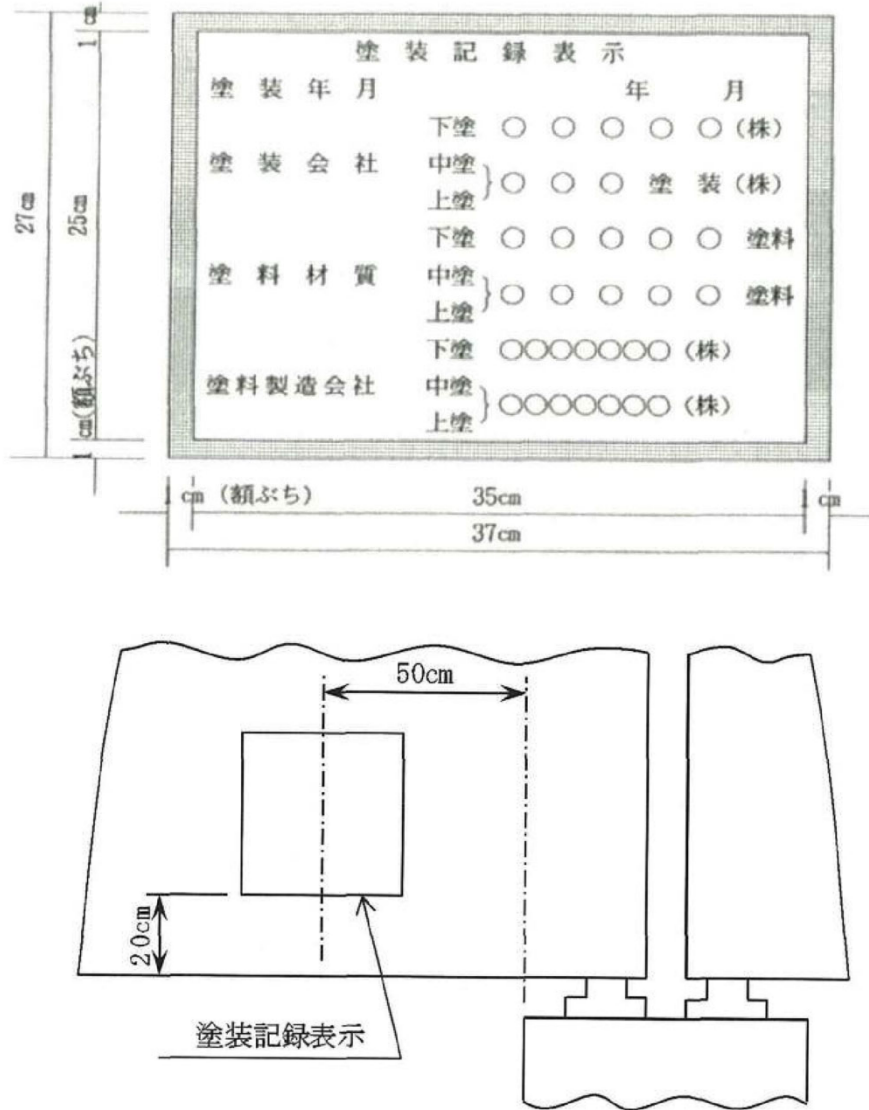 塗装記録表示
塗装年月 年 月
下塗 ○○○○○(株)
塗装会社 中塗 上塗 } ○○○塗装(株)
下塗 ○○○○○塗料
塗料材質 中塗 上塗 } ○○○○○塗料
下塗 ○○○○○○○(株)
塗料製造会社 中塗 上塗 } ○○○○○○○(株)
1 cm
27cm
25cm
1 cm(額ぶち)
1 cm (額ぶち)
35cm
1 cm
37cm
50cm
20cm
塗装記録表示